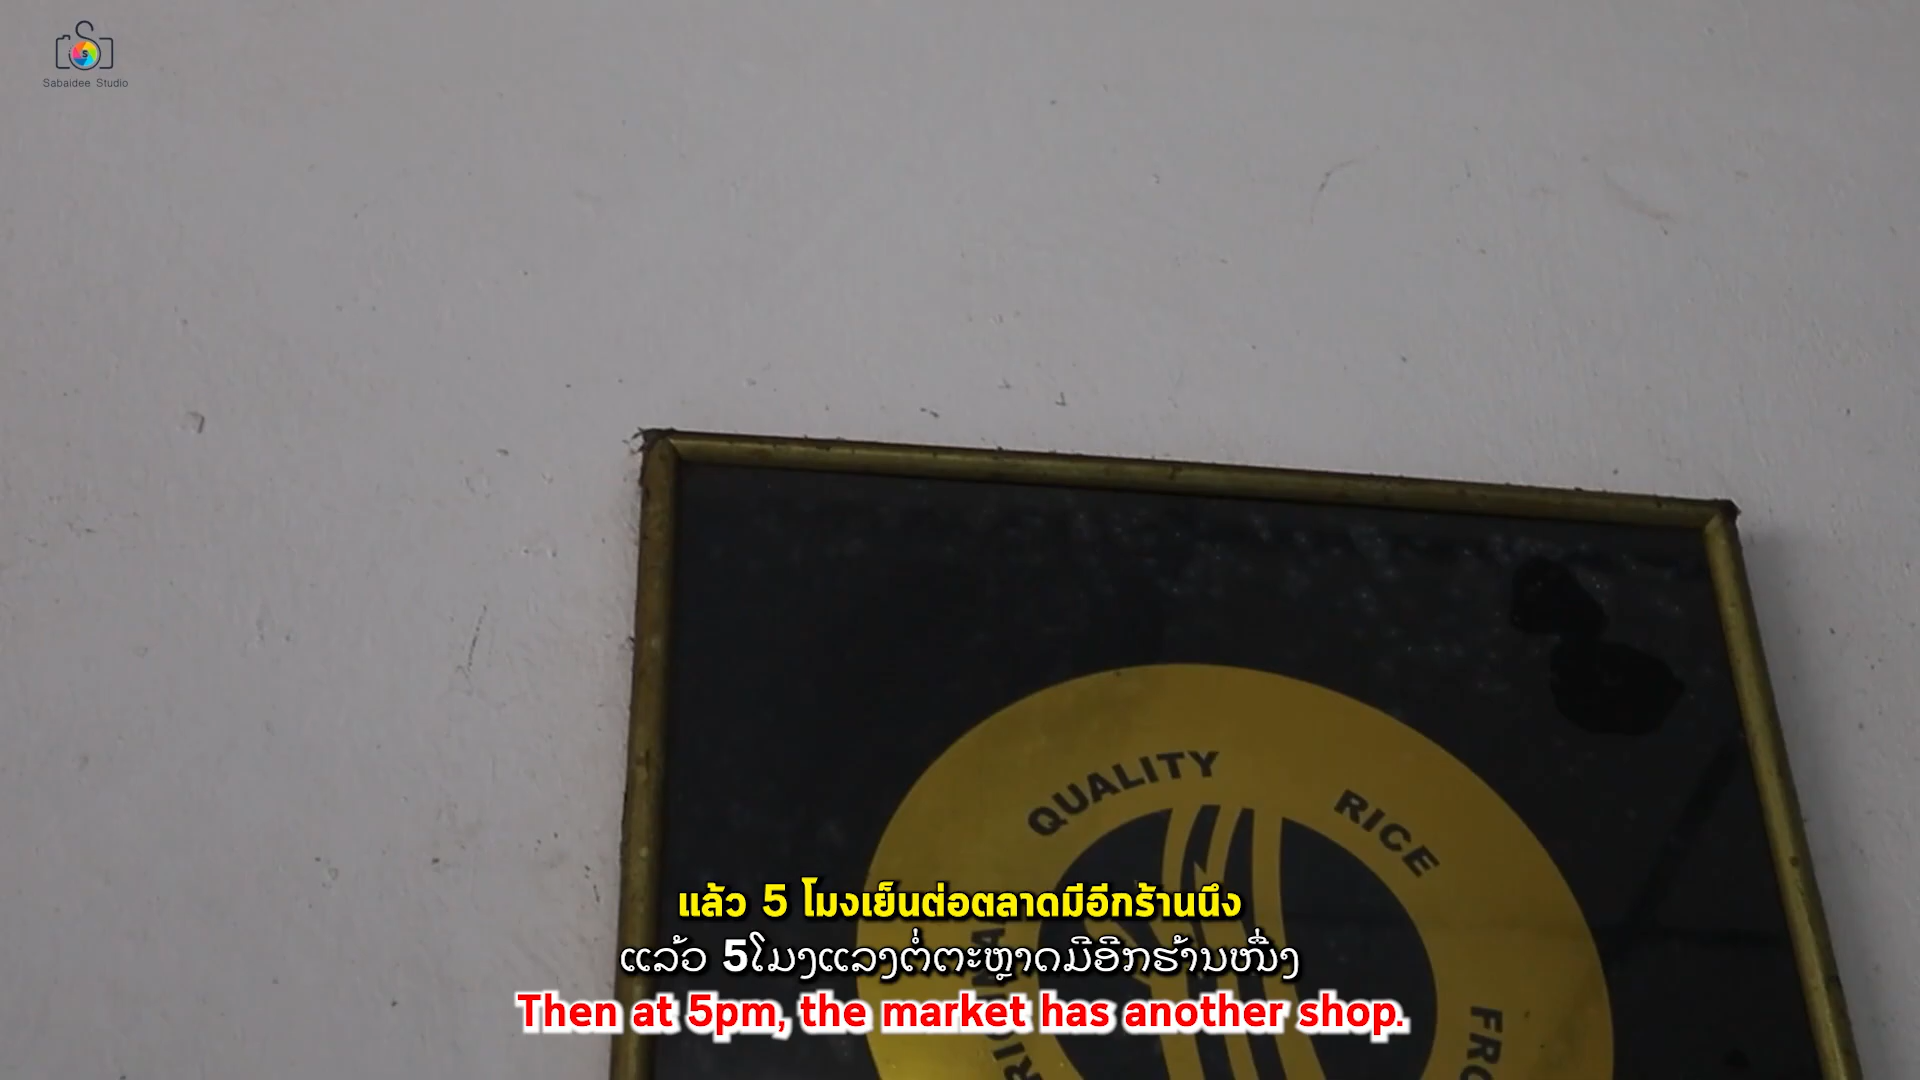 Sabaidee Studio
QUALITY RICE
แล้ว 5 โมงเย็นต่อตลาดมีอีกร้านนึง
ແລ້ວ 5ໂມງແລງຕໍ່ຕະຫຼາດມີອີກຮ້ານໜື່ງ
Then at 5pm, the market has another shop.